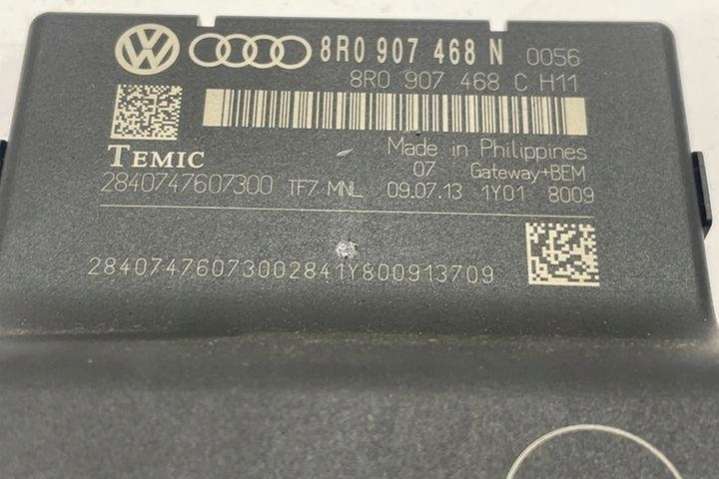 8R0 907 468 N 0056
8R0 907 468 C H11
TEMIC
Made in Philippines
07 Gateway+BEM
2840747607300 TF7 MNL 09.07.13 1Y01 8009
28407476073002841Y800913709